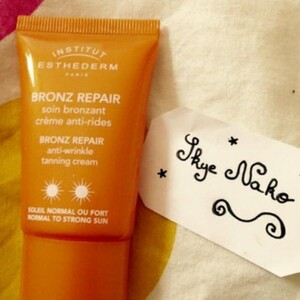 INSTITUT
ESTHEDERM
PARIS
BRONZ REPAIR
soin bronzant
crème anti-rides
BRONZ REPAIR
anti-wrinkle
tanning cream
SOLEIL NORMAL OU FORT
NORMAL TO STRONG SUN
Skye Nako